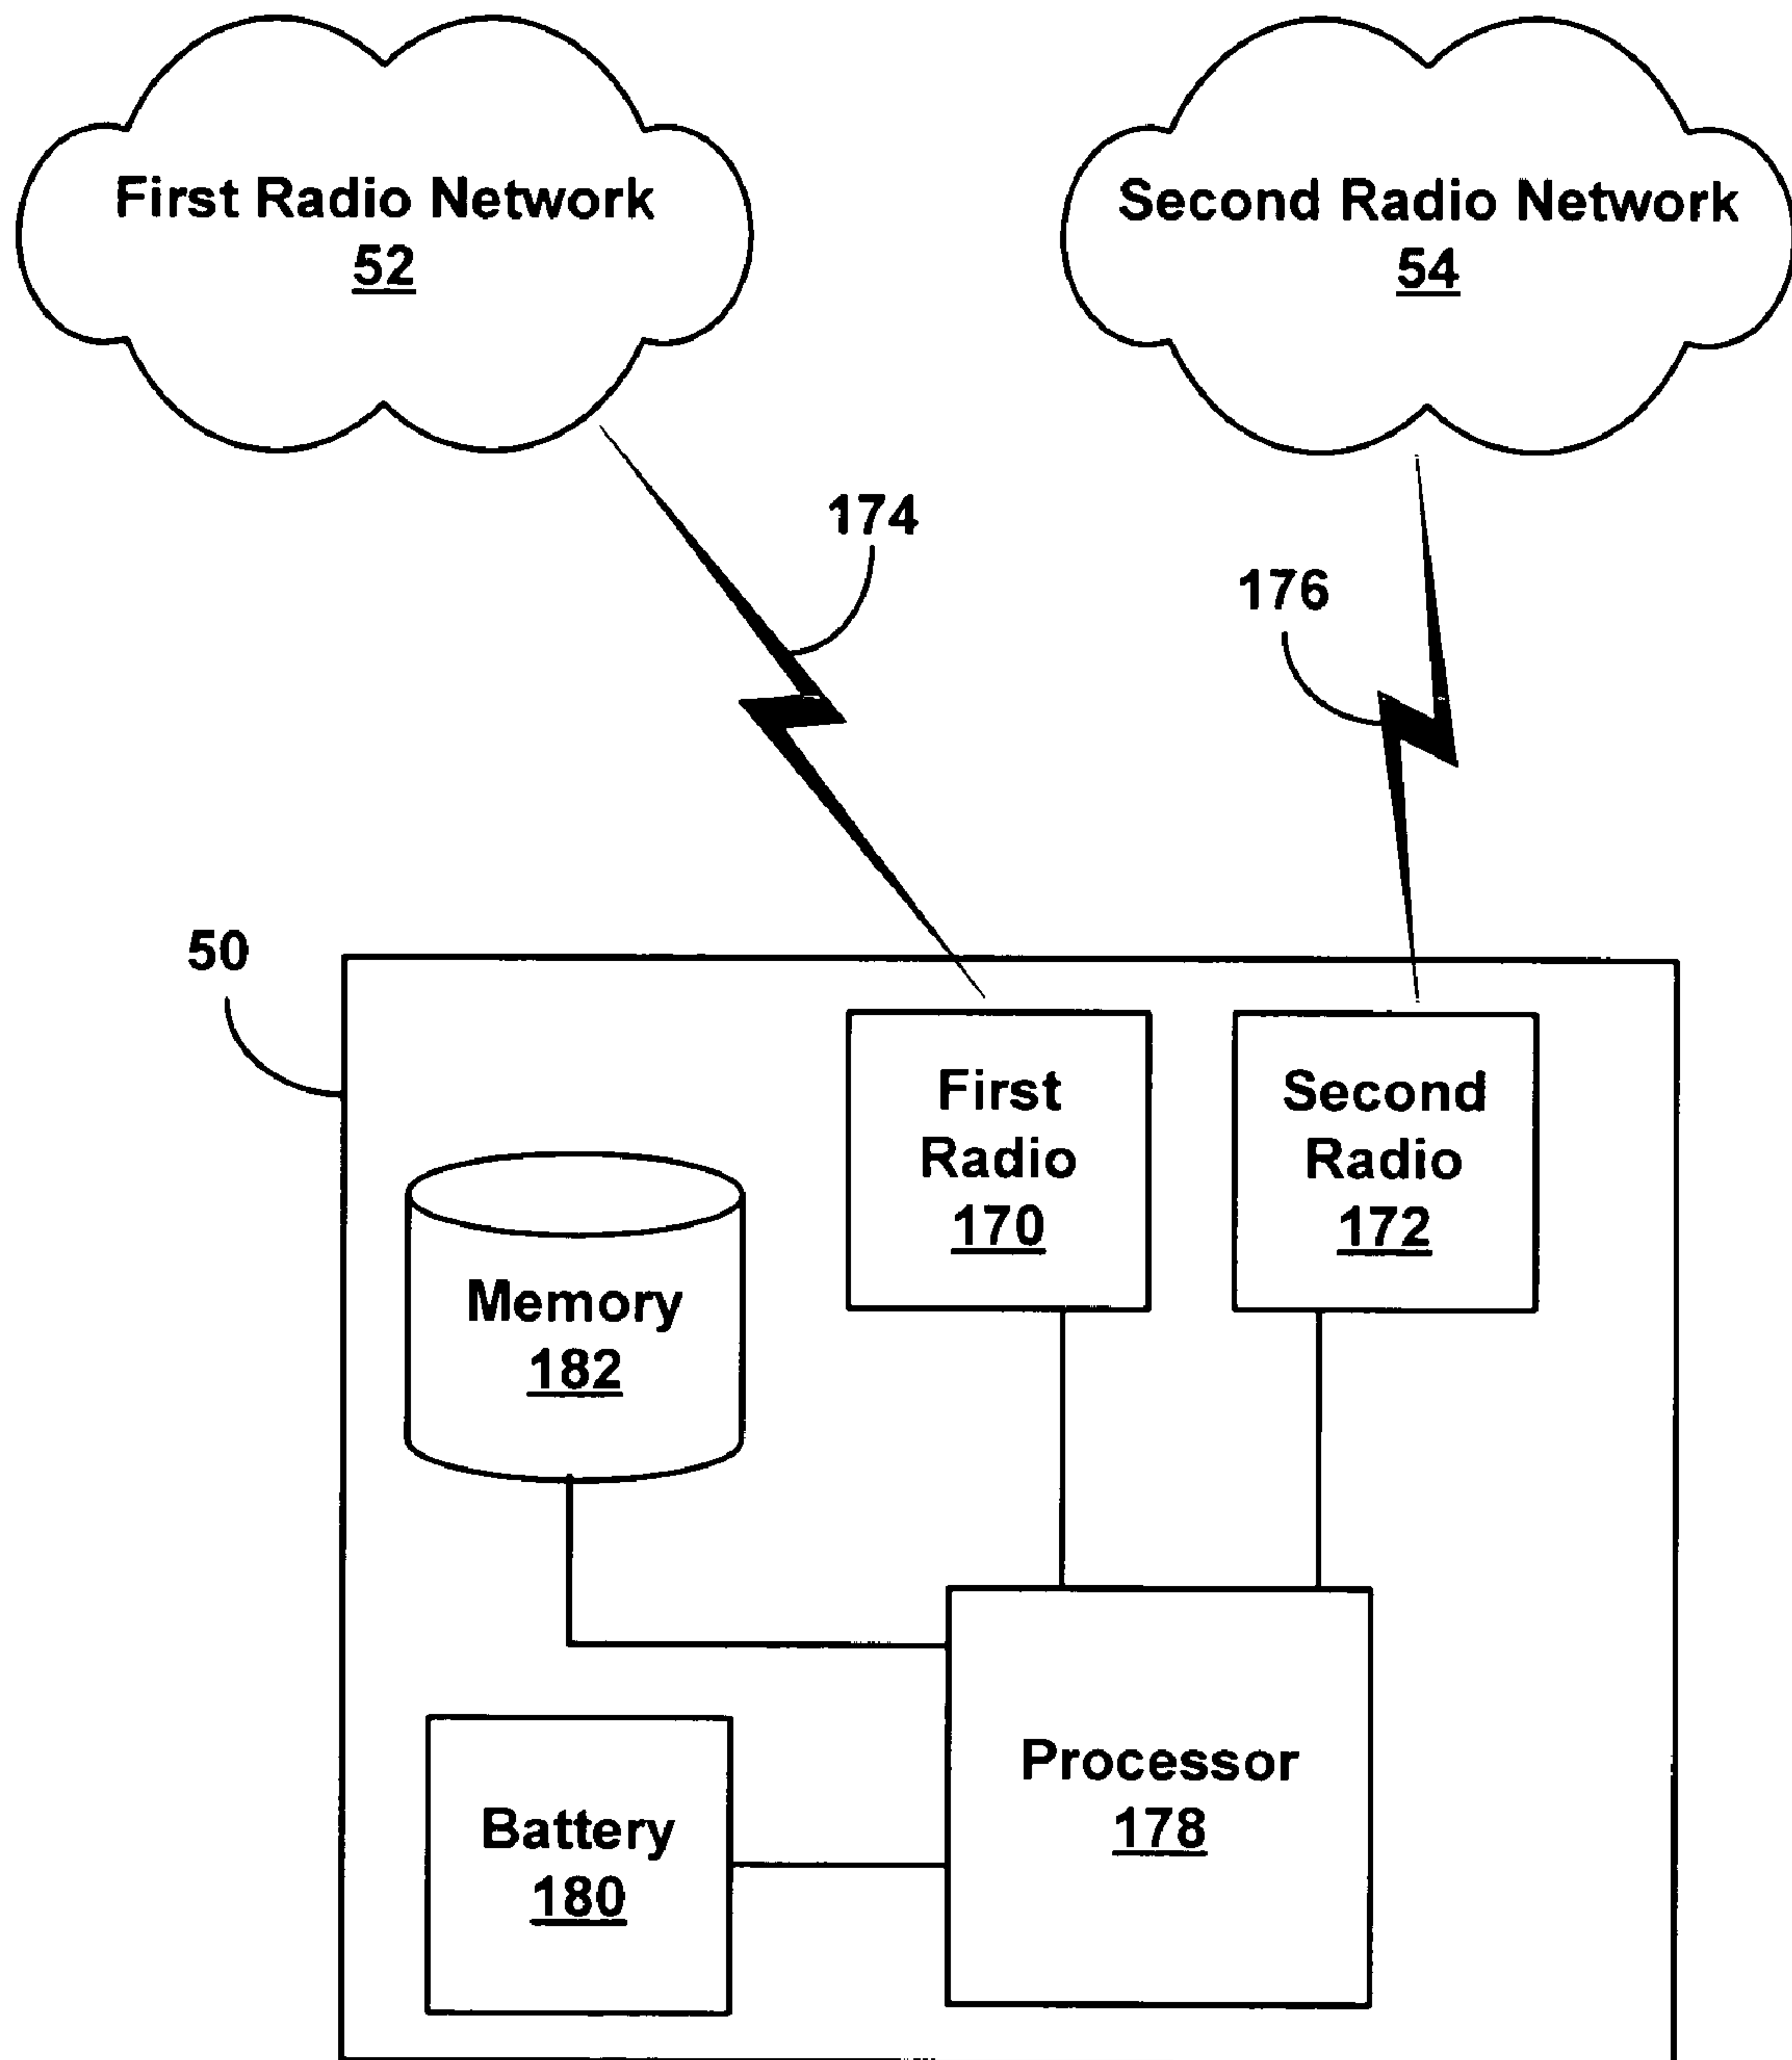 First Radio Network
52
Second Radio Network
54
174
176
50
First
Radio
170
Second
Radio
172
Memory
182
Processor
178
Battery
180